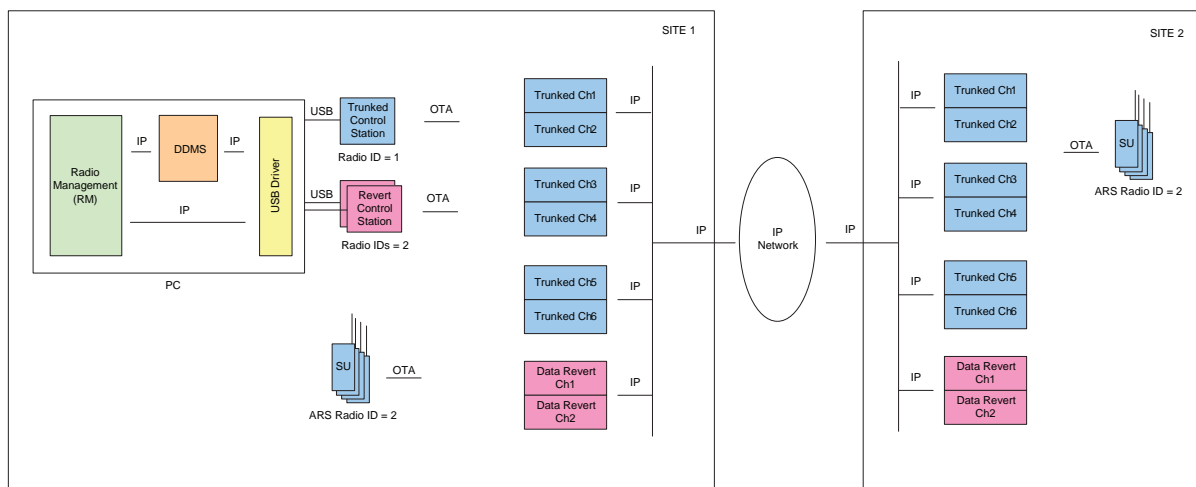 SITE 1
Radio
Management
(RM)
IP
DDMS
IP
IP
USB Driver
PC
USB
Trunked
Control
Station
Radio ID = 1
OTA
USB
Revert
Control
Station
Radio IDs = 2
OTA
SU
OTA
ARS Radio ID = 2
Trunked Ch1
Trunked Ch2
IP
Trunked Ch3
Trunked Ch4
IP
Trunked Ch5
Trunked Ch6
IP
Data Revert
Ch1
Data Revert
Ch2
IP
IP
IP
Network
IP
SITE 2
IP
Trunked Ch1
Trunked Ch2
IP
Trunked Ch3
Trunked Ch4
IP
Trunked Ch5
Trunked Ch6
IP
Data Revert
Ch1
Data Revert
Ch2
OTA
SU
ARS Radio ID = 2